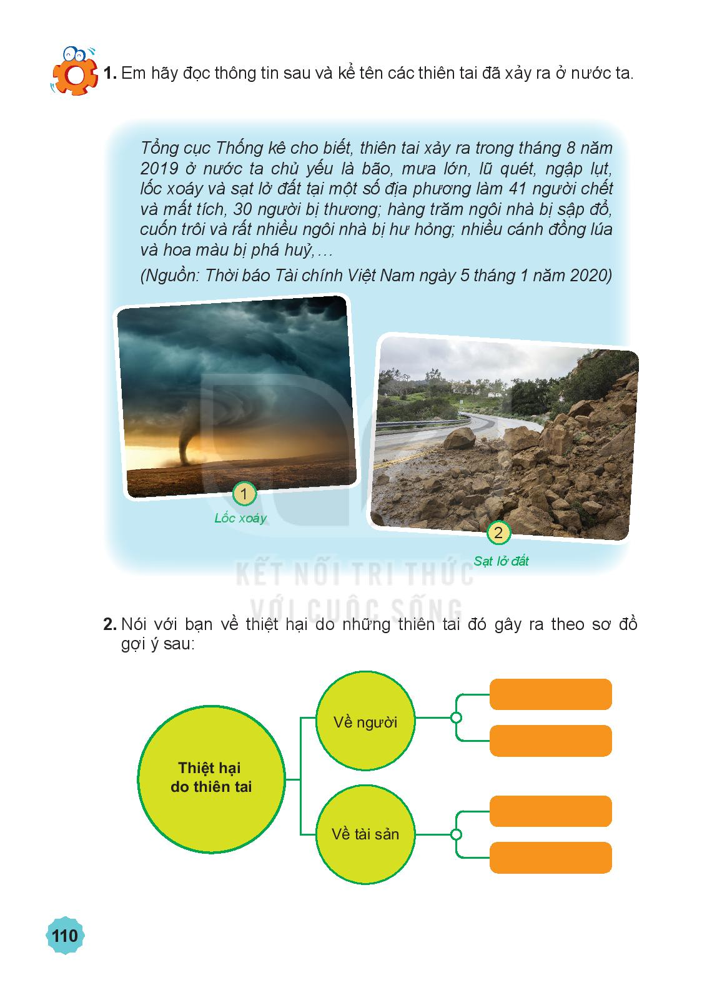 1. Em hãy đọc thông tin sau và kể tên các thiên tai đã xảy ra ở nước ta.
Tổng cục Thống kê cho biết, thiên tai xảy ra trong tháng 8 năm
2019 ở nước ta chủ yếu là bão, mưa lớn, lũ quét, ngập lụt,
lốc xoáy và sạt lở đất tại một số địa phương làm 41 người chết
và mất tích, 30 người bị thương; hàng trăm ngôi nhà bị sập đổ,
cuốn trôi và rất nhiều ngôi nhà bị hư hỏng; nhiều cánh đồng lúa
và hoa màu bị phá huỷ,...
(Nguồn: Thời báo Tài chính Việt Nam ngày 5 tháng 1 năm 2020)
1
Lốc xoáy
2
Sạt lở đất
KẾT NỐI TRI THỨC
VỚI CUỘC SỐNG
2. Nói với bạn về thiệt hại do những thiên tai đó gây ra theo sơ đồ
gợi ý sau:
Thiệt hại
do thiên tai
Về người
Về tài sản
110